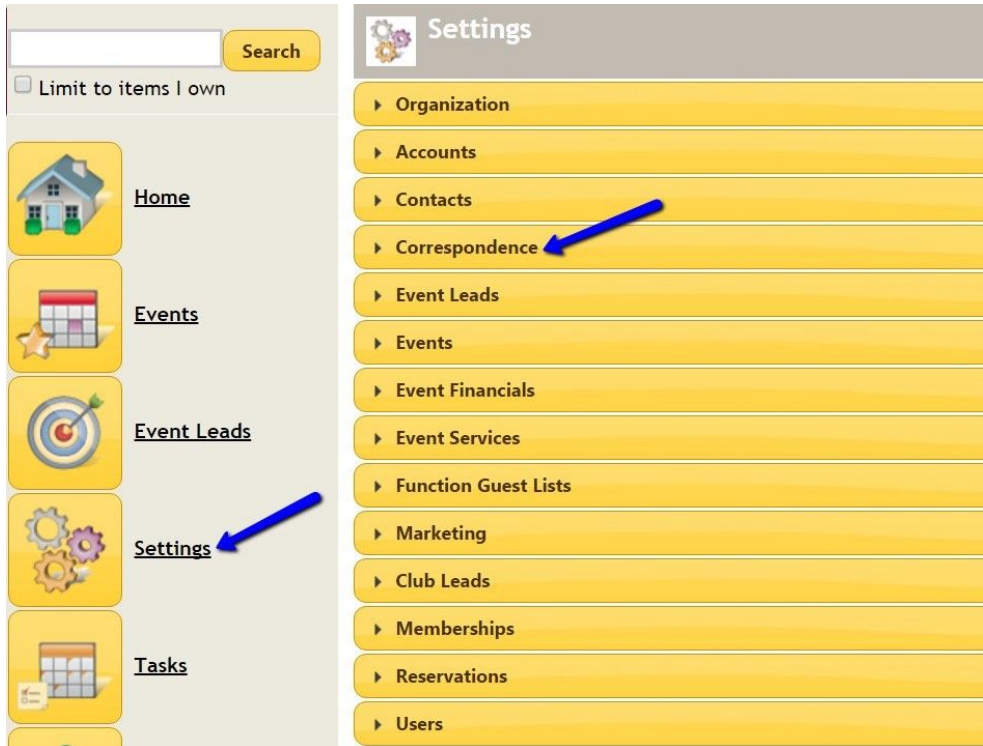 Search
Limit to items I own
Home
Events
Event Leads
Settings
Tasks
Settings
Organization
Accounts
Contacts
Correspondence
Event Leads
Events
Event Financials
Event Services
Function Guest Lists
Marketing
Club Leads
Memberships
Reservations
Users